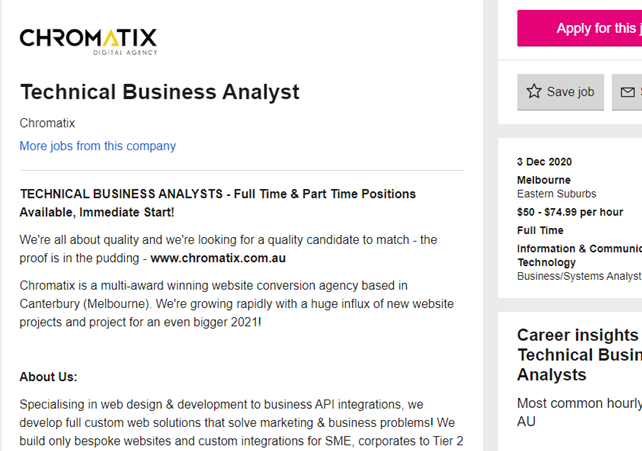 CHROMATIX
DIGITAL AGENCY
Technical Business Analyst
Chromatix
More jobs from this company
TECHNICAL BUSINESS ANALYSTS - Full Time & Part Time Positions
Available, Immediate Start!
We're all about quality and we're looking for a quality candidate to match - the
proof is in the pudding - www.chromatix.com.au
Chromatix is a multi-award winning website conversion agency based in
Canterbury (Melbourne). We're growing rapidly with a huge influx of new website
projects and project for an even bigger 2021!
About Us:
Specialising in web design & development to business API integrations, we
develop full custom web solutions that solve marketing & business problems! We
build only bespoke websites and custom integrations for SME, corporates to Tier 2
Apply for this
Save job
3 Dec 2020
Melbourne
Eastern Suburbs
$50 - $74.99 per hour
Full Time
Information & Communic
Technology
Business/Systems Analyst
Career insights
Technical Busin
Analysts
Most common hourly
AU